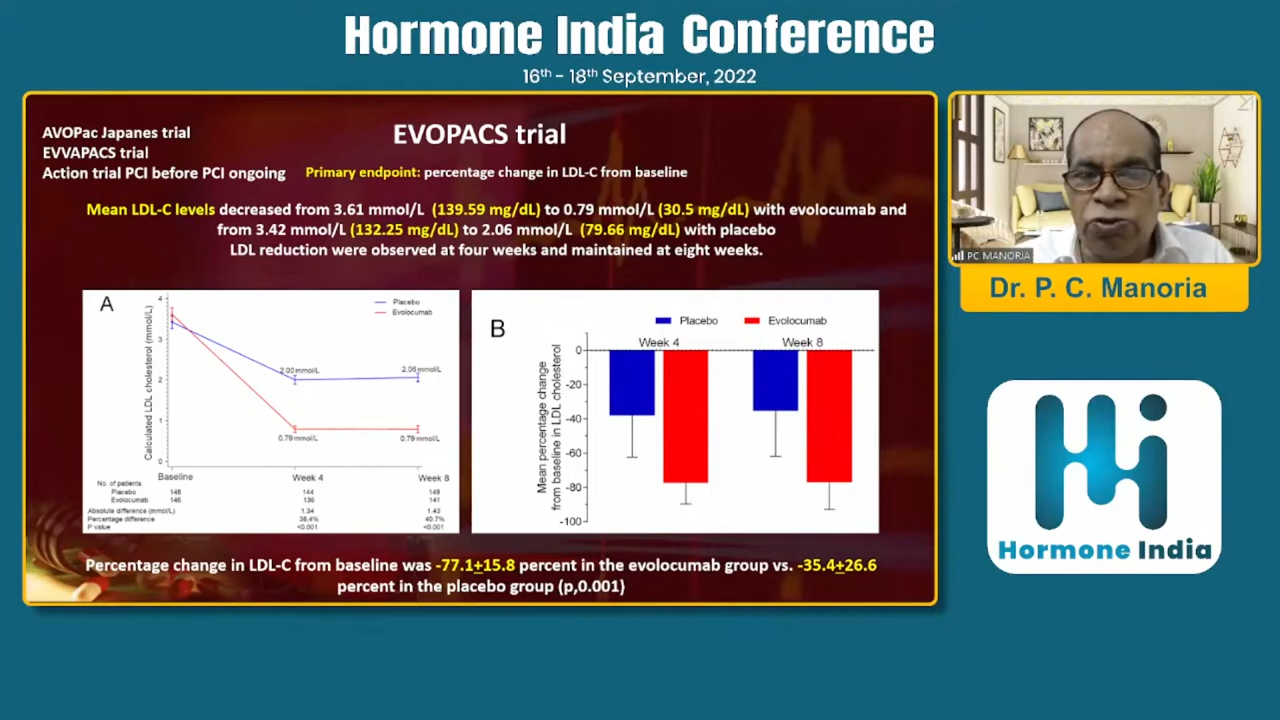 Hormone India Conference
16th - 18th September, 2022
AVOPac Japanes trial
EVVAPACS trial
Action trial PCI before PCI ongoing
EVOPACS trial
Primary endpoint: percentage change in LDL-C from baseline
Mean LDL-C levels decreased from 3.61 mmol/L (139.59 mg/dL) to 0.79 mmol/L (30.5 mg/dL) with evolocumab and
from 3.42 mmol/L (132.25 mg/dL) to 2.06 mmol/L (79.66 mg/dL) with placebo
LDL reduction were observed at four weeks and maintained at eight weeks.
A
Placebo
Evolocumab
Calculated LDL cholesterol (mmol/L)
4
3
2
1
0
2.00 mmol/L
2.06 mmol/L
0.79 mmol/L
0.79 mmol/L
Baseline
Week 4
Week 8
No. of patients
Placebo 148 144 149
Evolocumab 146 136 141
Absolute difference (mmol/L) 1.34 1.43
Percentage difference 38.4% 40.7%
P value <0.001 <0.001
B
Placebo
Evolocumab
Week 4
Week 8
Mean percentage change
from baseline in LDL cholesterol
0
-20
-40
-60
-80
-100
Percentage change in LDL-C from baseline was -77.1±15.8 percent in the evolocumab group vs. -35.4±26.6
percent in the placebo group (p,0.001)
PC MANORIA
Dr. P. C. Manoria
Hormone India